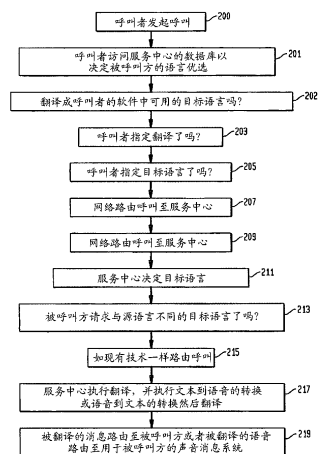 呼叫者发起呼叫
200
呼叫者访问服务中心的数据库以
决定被呼叫方的语言优选
201
翻译成呼叫者的软件中可用的目标语言吗?
202
呼叫者指定翻译了吗?
203
呼叫者指定目标语言了吗?
205
网络路由呼叫至服务中心
207
网络路由呼叫至服务中心
209
服务中心决定目标语言
211
被呼叫方请求与源语言不同的目标语言了吗?
213
如现有技术一样路由呼叫
215
服务中心执行翻译,并执行文本到语音的转换
或语音到文本的转换然后翻译
217
被翻译的消息路由至被呼叫方或者被翻译的语音
路由至用于被呼叫方的声音消息系统
219